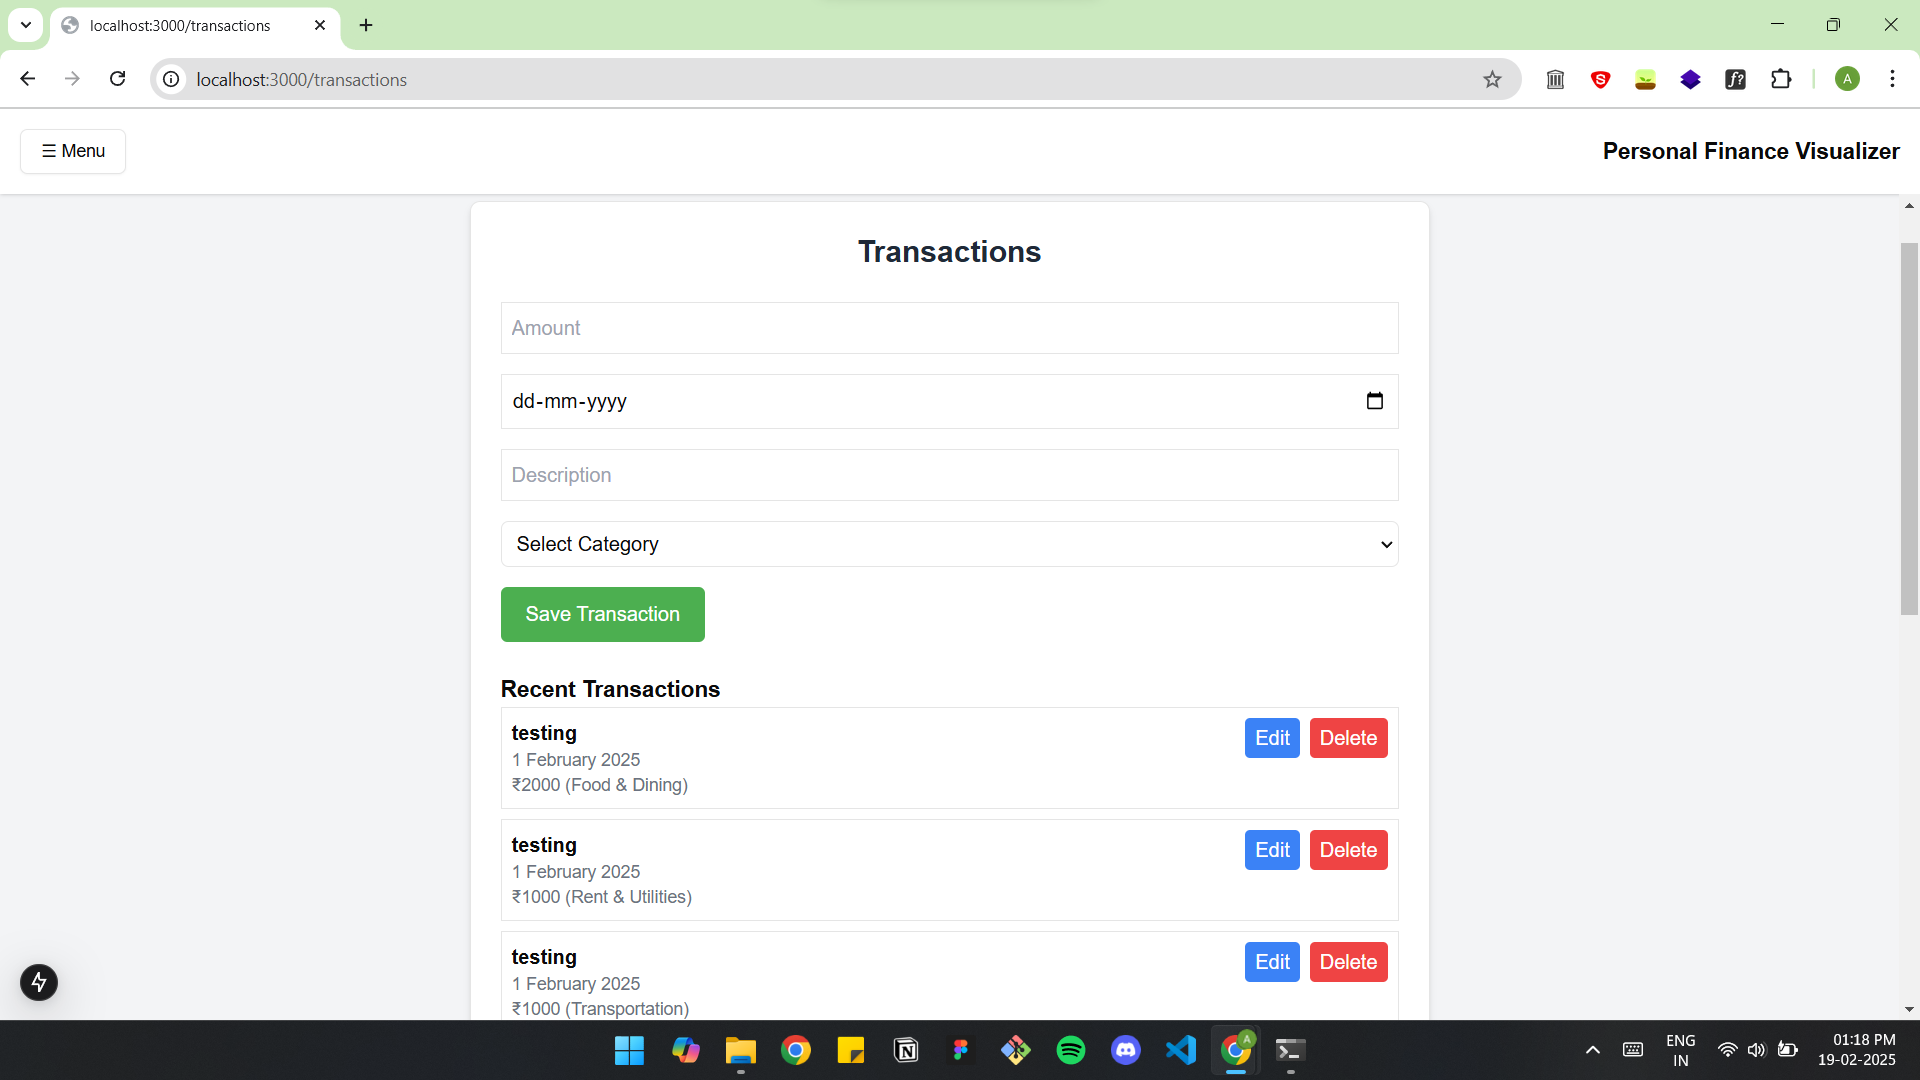 localhost:3000/transactions
localhost:3000/transactions
A
☰ Menu
Personal Finance Visualizer
Transactions
Amount
dd-mm-yyyy
Description
Select Category
Save Transaction
Recent Transactions
testing
Edit
Delete
1 February 2025
₹2000 (Food & Dining)
testing
Edit
Delete
1 February 2025
₹1000 (Rent & Utilities)
testing
Edit
Delete
1 February 2025
₹1000 (Transportation)
ENG
IN
01:18 PM
19-02-2025